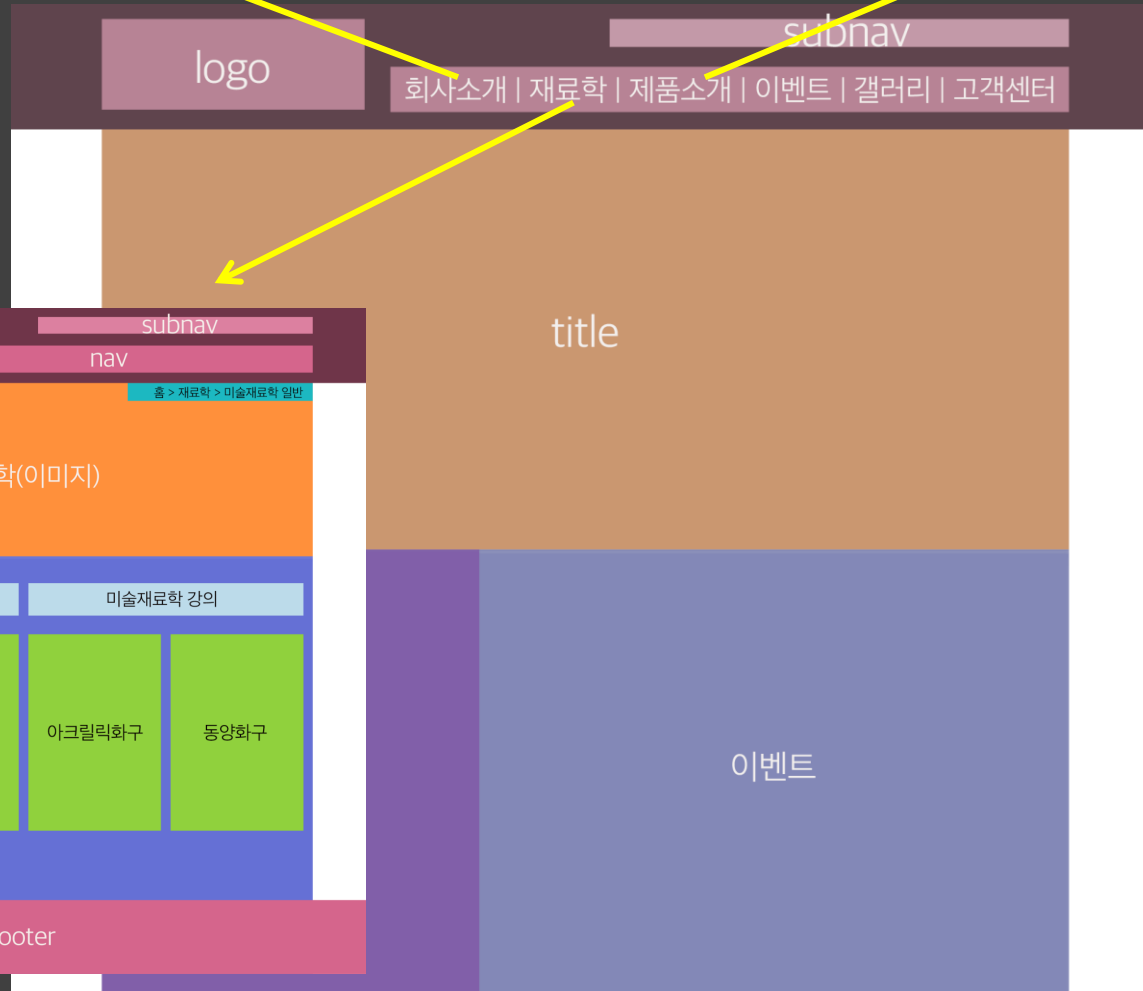 subnav
logo
회사소개 | 재료학 | 제품소개 | 이벤트 | 갤러리 | 고객센터
title
subnav
nav
홈 > 재료학 > 미술재료학 일반
학(이미지)
미술재료학 강의
아크릴릭화구
동양화구
이벤트
ooter